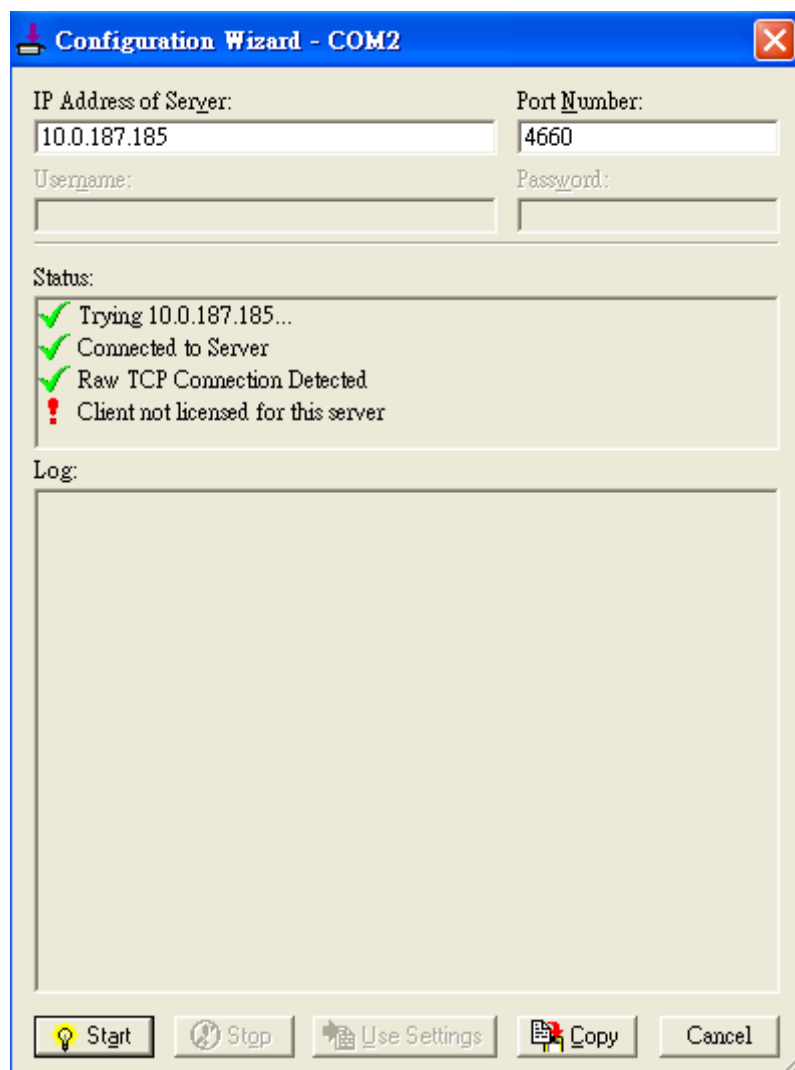 Configuration Wizard - COM2
IP Address of Server: Port Number:
10.0.187.185 4660
Username: Password:
Status:
Trying 10.0.187.185...
Connected to Server
Raw TCP Connection Detected
Client not licensed for this server
Log:
Start Stop Use Settings Copy Cancel